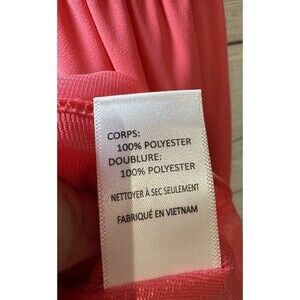 CORPS:
100% POLYESTER
DOUBLURE:
100% POLYESTER
NETTOYER À SEC SEULEMENT
FABRIQUÉ EN VIETNAM